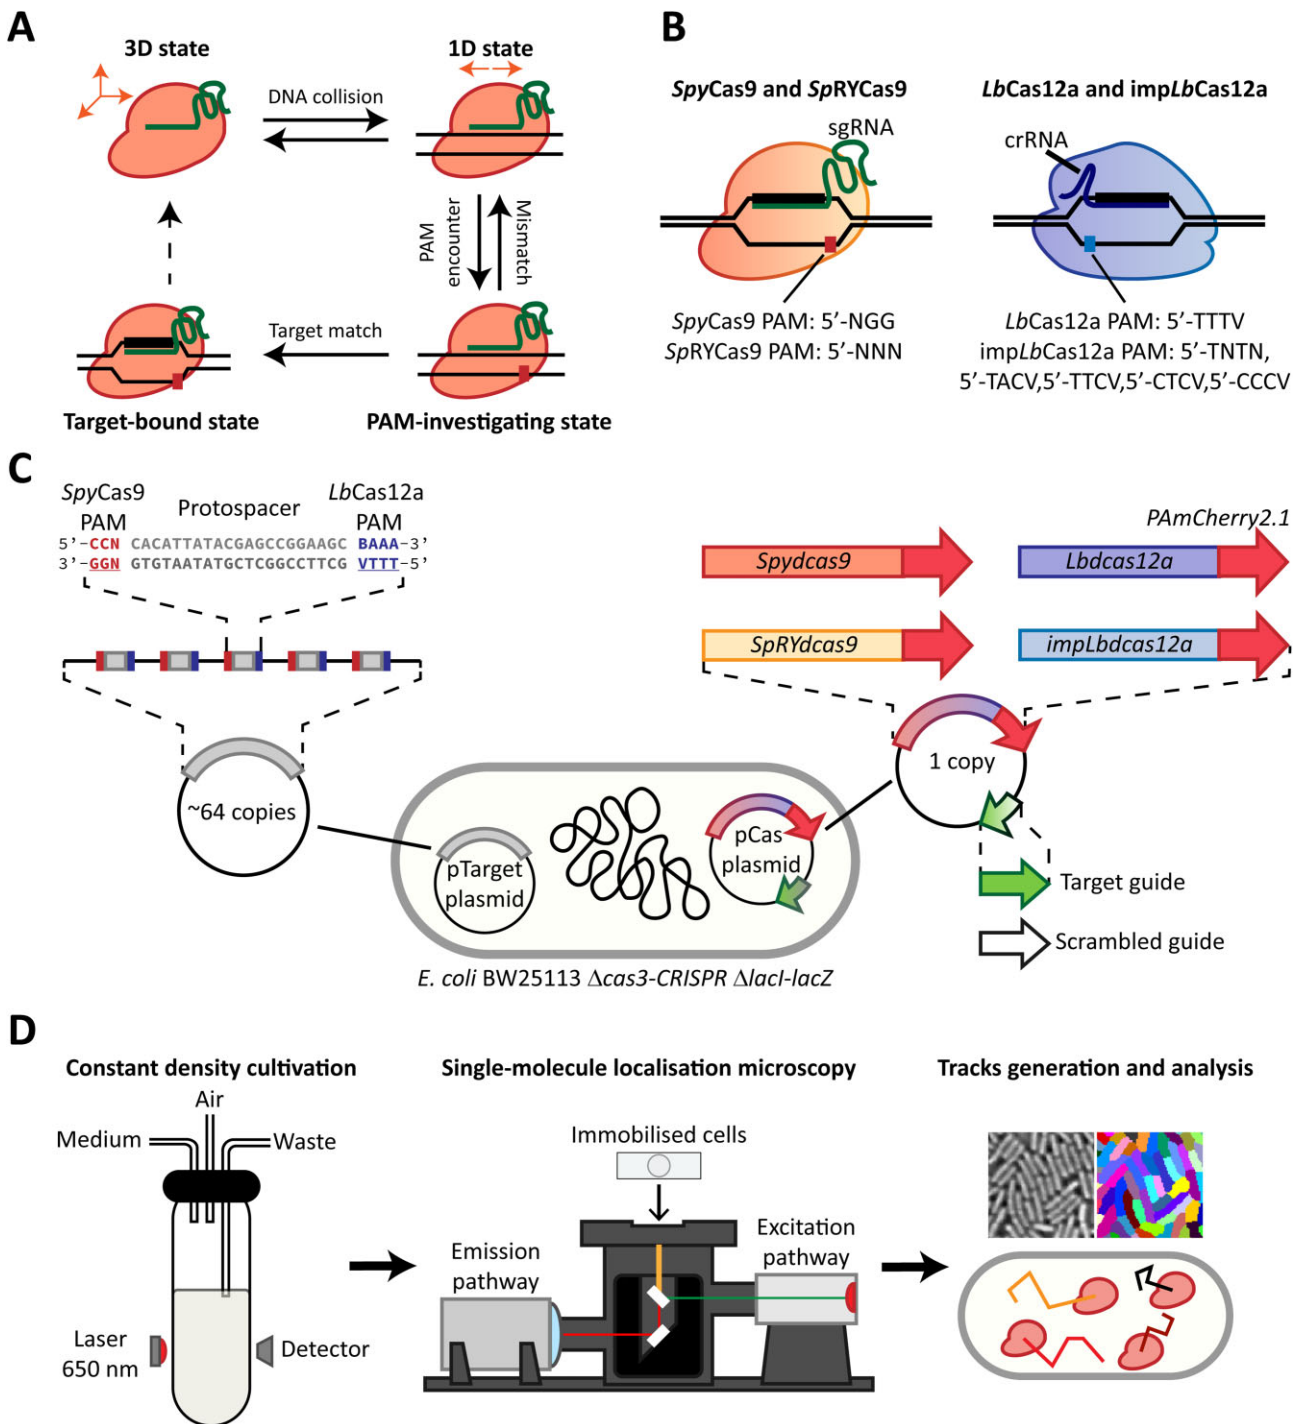 A
3D state
1D state
DNA collision
PAM
encounter
Mismatch
Target match
Target-bound state
PAM-investigating state
B
SpyCas9 and SpRYCas9
LbCas12a and impLbCas12a
sgRNA
crRNA
SpyCas9 PAM: 5’-NGG
SpRYCas9 PAM: 5’-NNN
LbCas12a PAM: 5’-TTTV
impLbCas12a PAM: 5’-TNTN,
5’-TACV,5’-TTCV,5’-CTCV,5’-CCCV
C
SpyCas9
PAM
Protospacer
LbCas12a
PAM
5’-CCN CACATTATACGAGCCGGAAGC BAAA-3’
3’-GGN GTGTAATATGCTCGGCCTTCG VTTT-5’
PAmCherry2.1
Spydcas9
Lbdcas12a
SpRYdcas9
impLbdcas12a
~64 copies
1 copy
pTarget
plasmid
pCas
plasmid
Target guide
Scrambled guide
E. coli BW25113 Δcas3-CRISPR ΔlacI-lacZ
D
Constant density cultivation
Single-molecule localisation microscopy
Tracks generation and analysis
Air
Medium
Waste
Laser
650 nm
Detector
Immobilised cells
Emission
pathway
Excitation
pathway